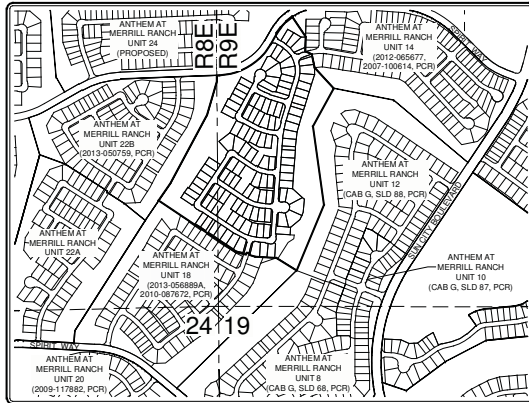 ANTHEM AT
MERRILL RANCH
UNIT 24
(PROPOSED)
R8E
R9E
ANTHEM AT
MERRILL RANCH
UNIT 14
(2012-065677,
2007-100614, PCR)
SPIRIT WAY
ANTHEM AT
MERRILL RANCH
UNIT 22B
(2013-050759, PCR)
ANTHEM AT
MERRILL RANCH
UNIT 12
(CAB G, SLD 88, PCR)
SUN CITY BOULEVARD
ANTHEM AT
MERRILL RANCH
UNIT 22A
ANTHEM AT
MERRILL RANCH
UNIT 18
(2013-056889A,
2010-087672, PCR)
ANTHEM AT
MERRILL RANCH
UNIT 10
(CAB G, SLD 87, PCR)
24 19
SPIRIT WAY
ANTHEM AT
MERRILL RANCH
UNIT 20
(2009-117882, PCR)
ANTHEM AT
MERRILL RANCH
UNIT 8
(CAB G, SLD 68, PCR)